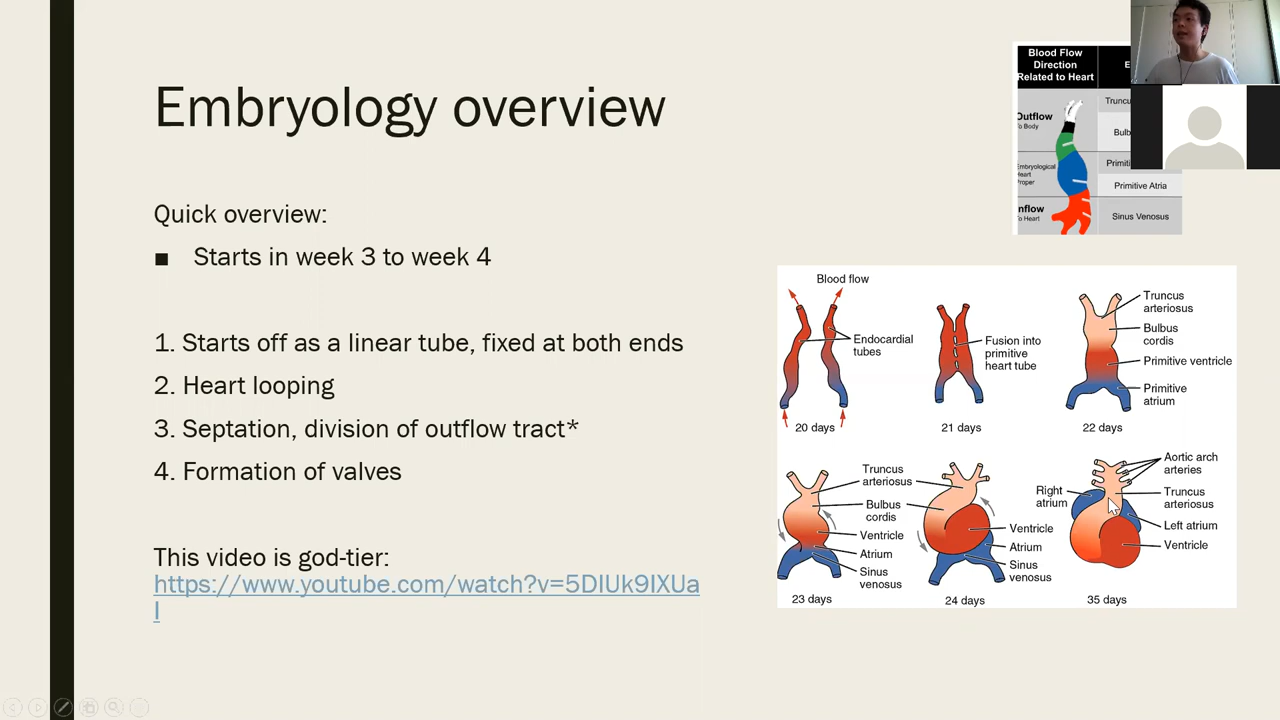 Embryology overview
Quick overview:
■ Starts in week 3 to week 4
1. Starts off as a linear tube, fixed at both ends
2. Heart looping
3. Septation, division of outflow tract*
4. Formation of valves
This video is god-tier:
https://www.youtube.com/watch?v=5DIUk9IXUa
I
Blood Flow
Direction
Related to Heart
E
Outflow
To Body
Truncu
Bulb
Embryological
Heart
Proper
Primiti
Primitive Atria
nflow
To Heart
Sinus Venosus
Blood flow
Endocardial
tubes
20 days
Fusion into
primitive
heart tube
21 days
Truncus
arteriosus
Bulbus
cordis
Primitive ventricle
Primitive
atrium
22 days
Truncus
arteriosus
Bulbus
cordis
Ventricle
Atrium
Sinus
venosus
23 days
Ventricle
Atrium
Sinus
venosus
24 days
Right
atrium
Aortic arch
arteries
Truncus
arteriosus
Left atrium
Ventricle
35 days